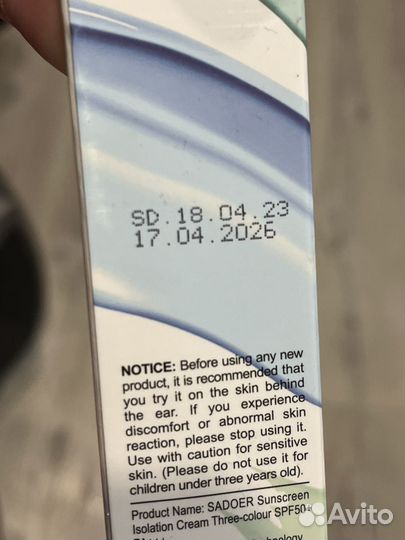 SD.18.04.23
17.04.2026
NOTICE: Before using any new
product, it is recommended that
you try it on the skin behind
the ear. If you experience
discomfort or abnormal skin
reaction, please stop using it.
Use with caution for sensitive
skin. (Please do not use it for
children under three years old).
Product Name: SADOER Sunscreen
Isolation Cream Three-colour SPF50+
Avito